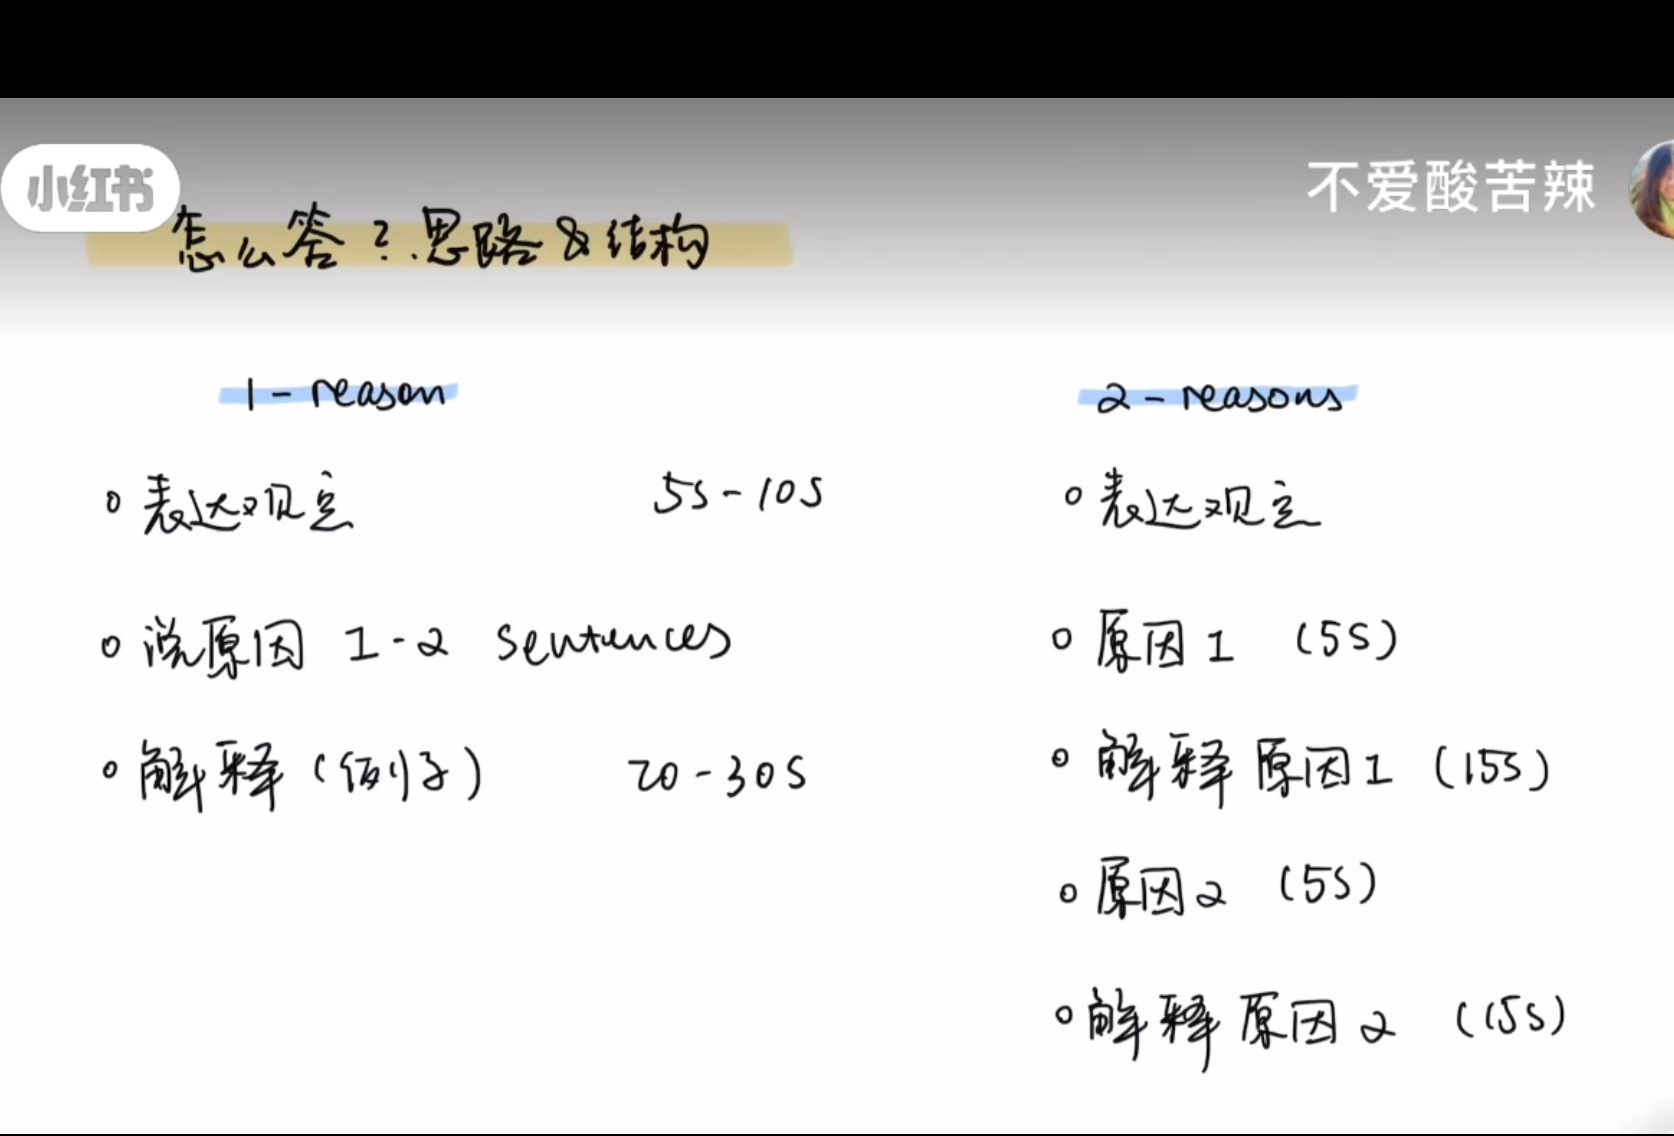 小红书
不爱酸苦辣
怎么答？思路&结构
1-reason
表达观点 5s-10s
说原因 1-2 sentences
解释（例子） 20-30s
2-reasons
表达观点
原因1 (5s)
解释原因1 (15s)
原因2 (5s)
解释原因2 (15s)